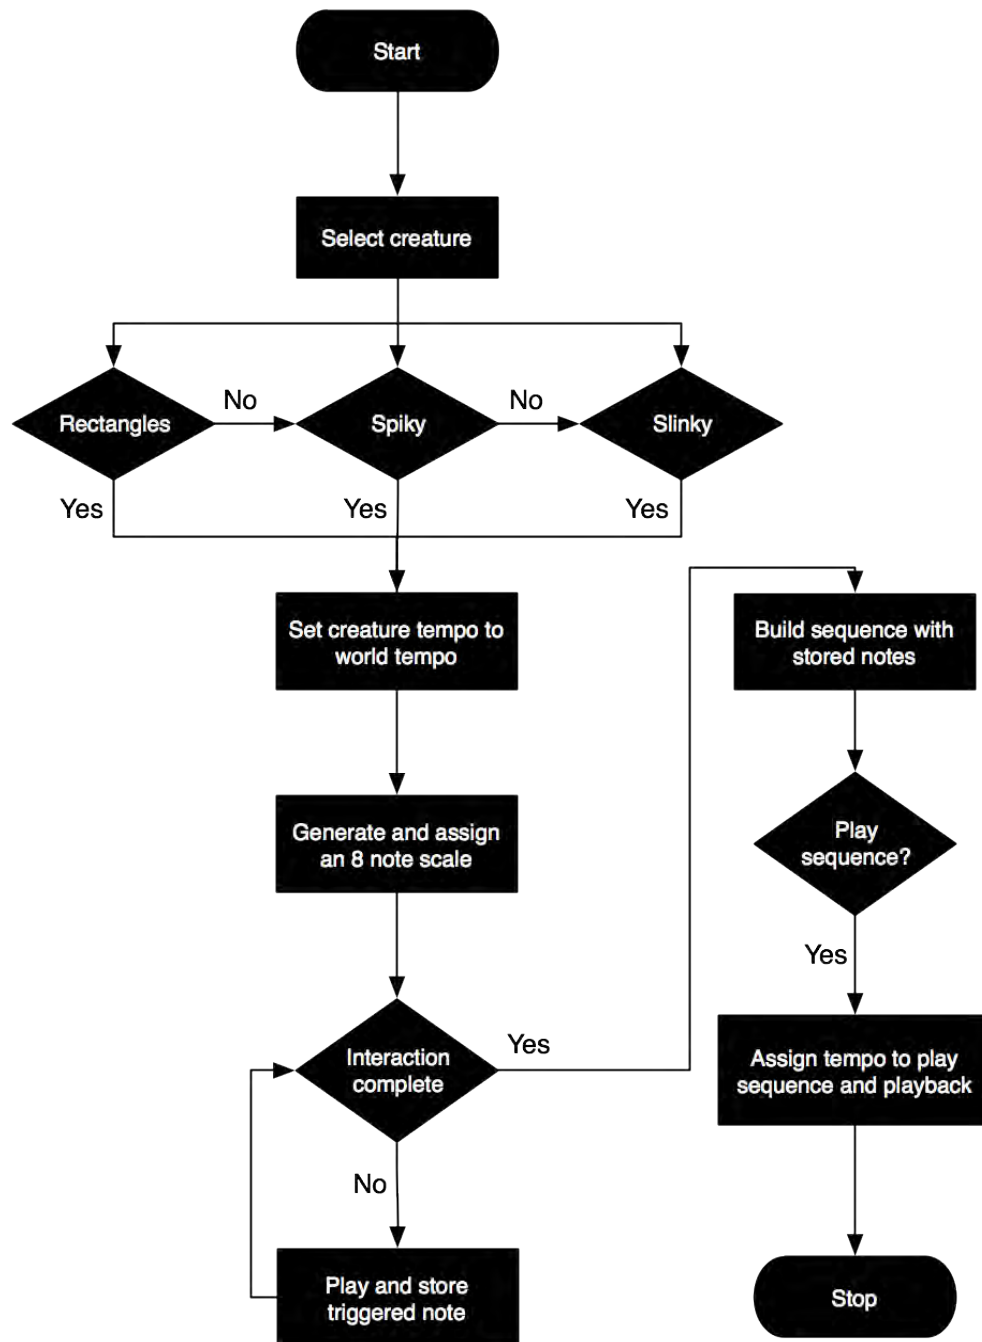 Start
Select creature
Rectangles
No
Spiky
No
Slinky
Yes
Yes
Yes
Set creature tempo to
world tempo
Generate and assign
an 8 note scale
Interaction
complete
Yes
No
Play and store
triggered note
Build sequence with
stored notes
Play
sequence?
Yes
Assign tempo to play
sequence and playback
Stop